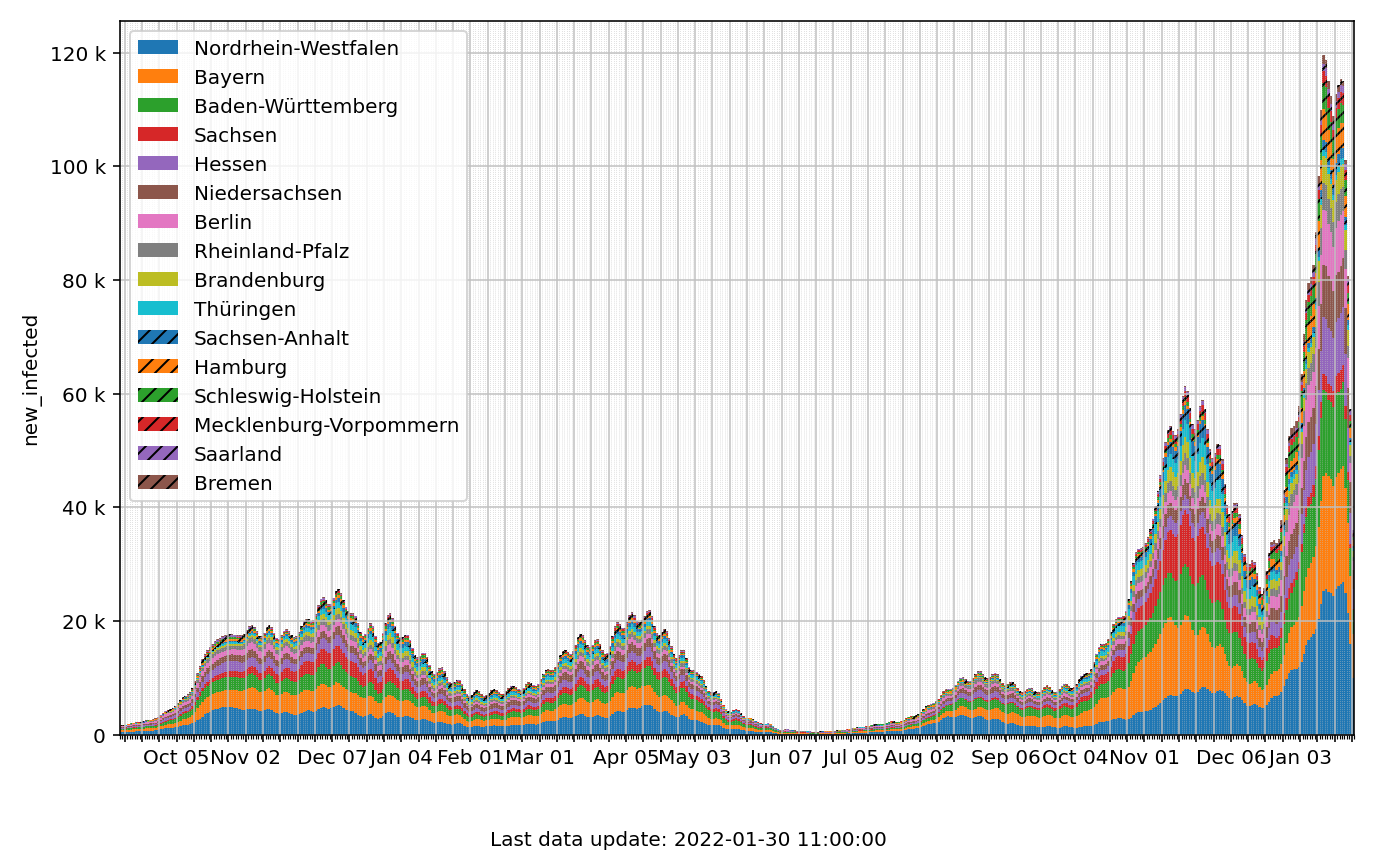 120 k
100 k
80 k
60 k
40 k
20 k
0
new_infected
Nordrhein-Westfalen
Bayern
Baden-Württemberg
Sachsen
Hessen
Niedersachsen
Berlin
Rheinland-Pfalz
Brandenburg
Thüringen
Sachsen-Anhalt
Hamburg
Schleswig-Holstein
Mecklenburg-Vorpommern
Saarland
Bremen
Oct 05 Nov 02 Dec 07 Jan 04 Feb 01 Mar 01 Apr 05 May 03 Jun 07 Jul 05 Aug 02 Sep 06 Oct 04 Nov 01 Dec 06 Jan 03
Last data update: 2022-01-30 11:00:00